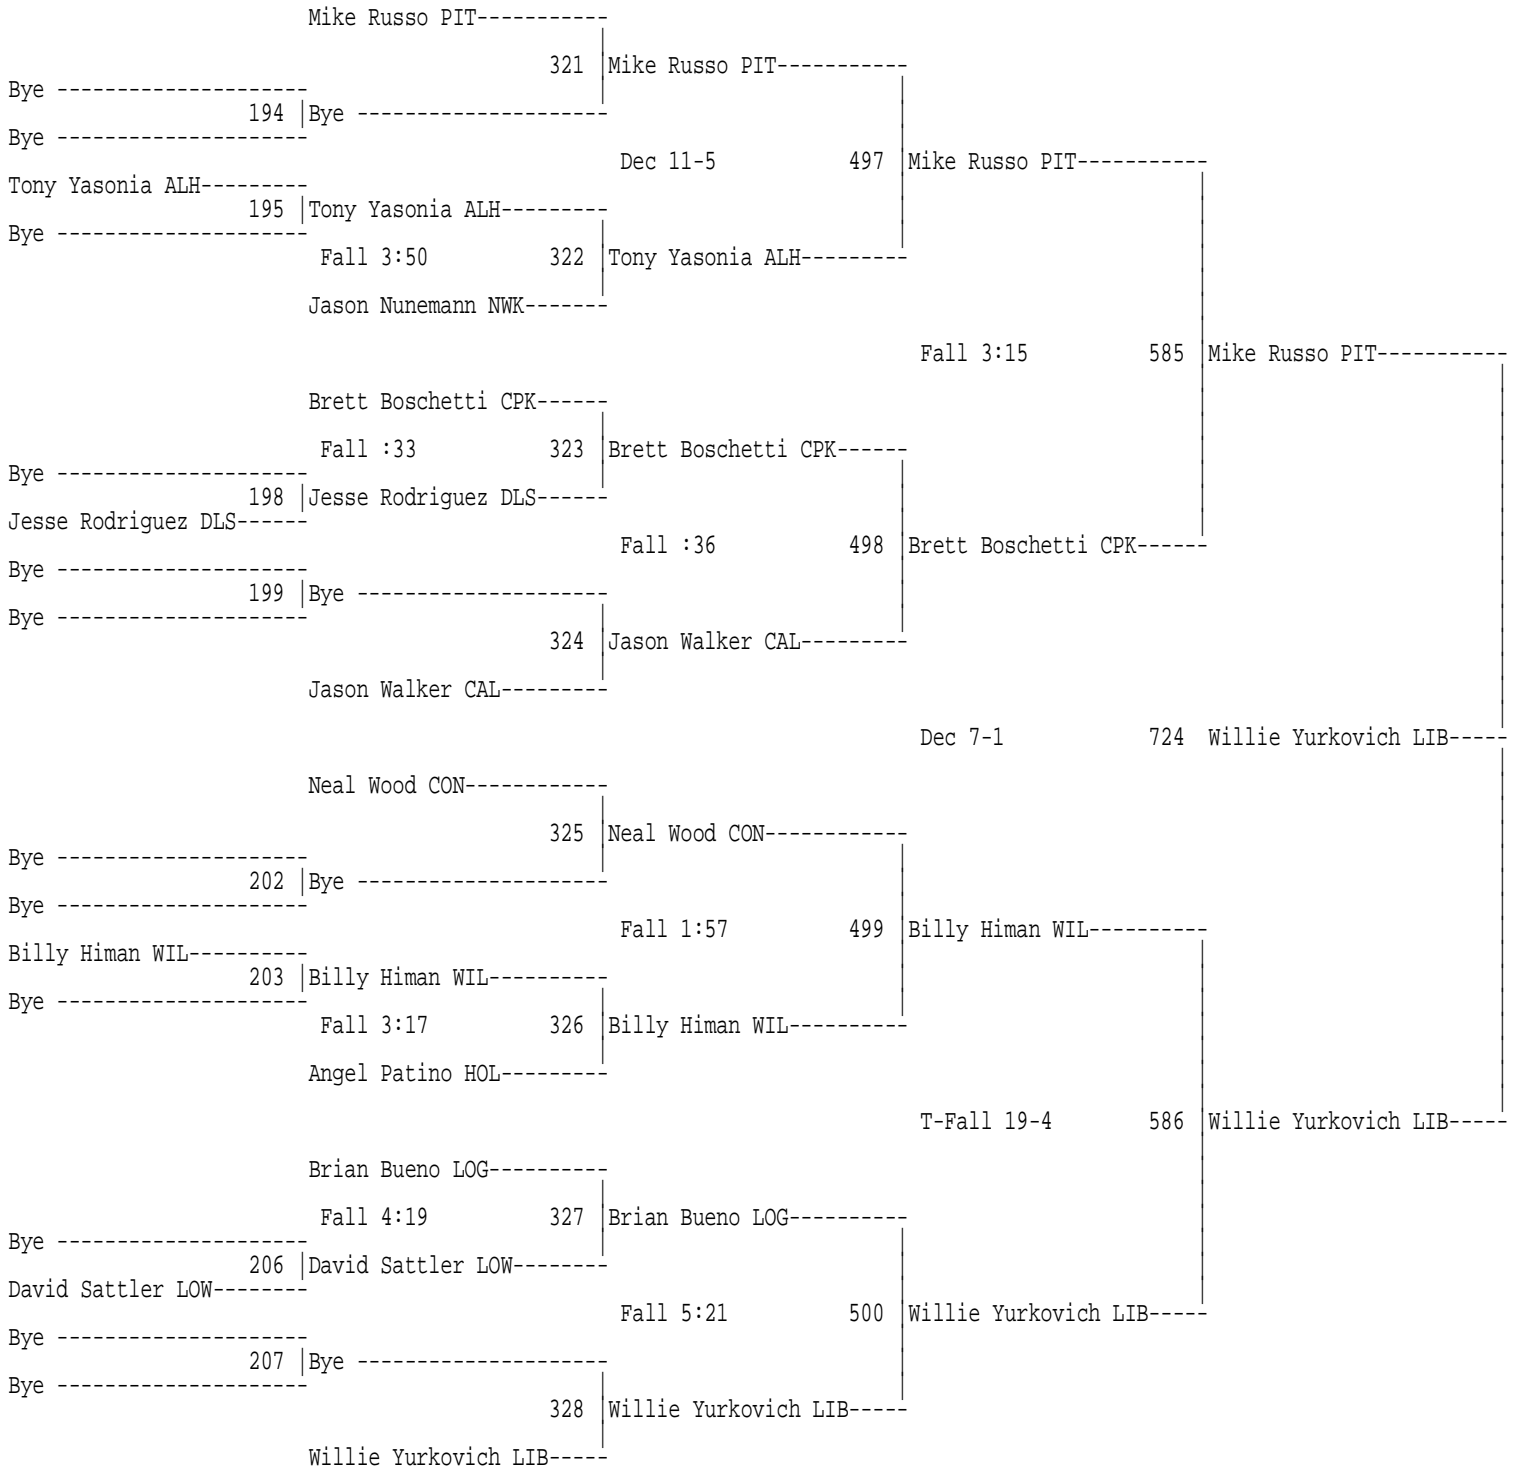 Mike Russo PIT-----------
321 |Mike Russo PIT-----------
Bye ---------------------
194 |Bye ---------------------
Bye ---------------------
Dec 11-5 497 |Mike Russo PIT-----------
Tony Yasonia ALH---------
195 |Tony Yasonia ALH---------
Bye ---------------------
Fall 3:50 322 |Tony Yasonia ALH---------
Jason Nunemann NWK-------
Fall 3:15 585 |Mike Russo PIT-----------
Brett Boschetti CPK------
Fall :33 323 |Brett Boschetti CPK------
Bye ---------------------
198 |Jesse Rodriguez DLS------
Jesse Rodriguez DLS------
Fall :36 498 |Brett Boschetti CPK------
Bye ---------------------
199 |Bye ---------------------
Bye ---------------------
324 |Jason Walker CAL---------
Jason Walker CAL---------
Dec 7-1 724 Willie Yurkovich LIB-----
Neal Wood CON------------
325 |Neal Wood CON------------
Bye ---------------------
202 |Bye ---------------------
Bye ---------------------
Fall 1:57 499 |Billy Himan WIL----------
Billy Himan WIL----------
203 |Billy Himan WIL----------
Bye ---------------------
Fall 3:17 326 |Billy Himan WIL----------
Angel Patino HOL---------
T-Fall 19-4 586 |Willie Yurkovich LIB-----
Brian Bueno LOG----------
Fall 4:19 327 |Brian Bueno LOG----------
Bye ---------------------
206 |David Sattler LOW--------
David Sattler LOW--------
Fall 5:21 500 |Willie Yurkovich LIB-----
Bye ---------------------
207 |Bye ---------------------
Bye ---------------------
328 |Willie Yurkovich LIB-----
Willie Yurkovich LIB-----